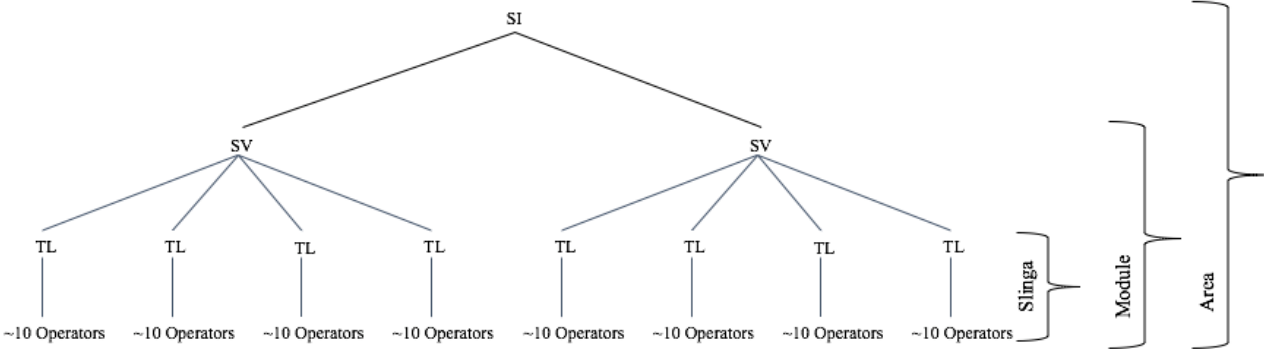 SI
SV SV
TL TL TL TL TL TL TL TL
~10 Operators ~10 Operators ~10 Operators ~10 Operators ~10 Operators ~10 Operators ~10 Operators ~10 Operators
Slinga
Module
Area